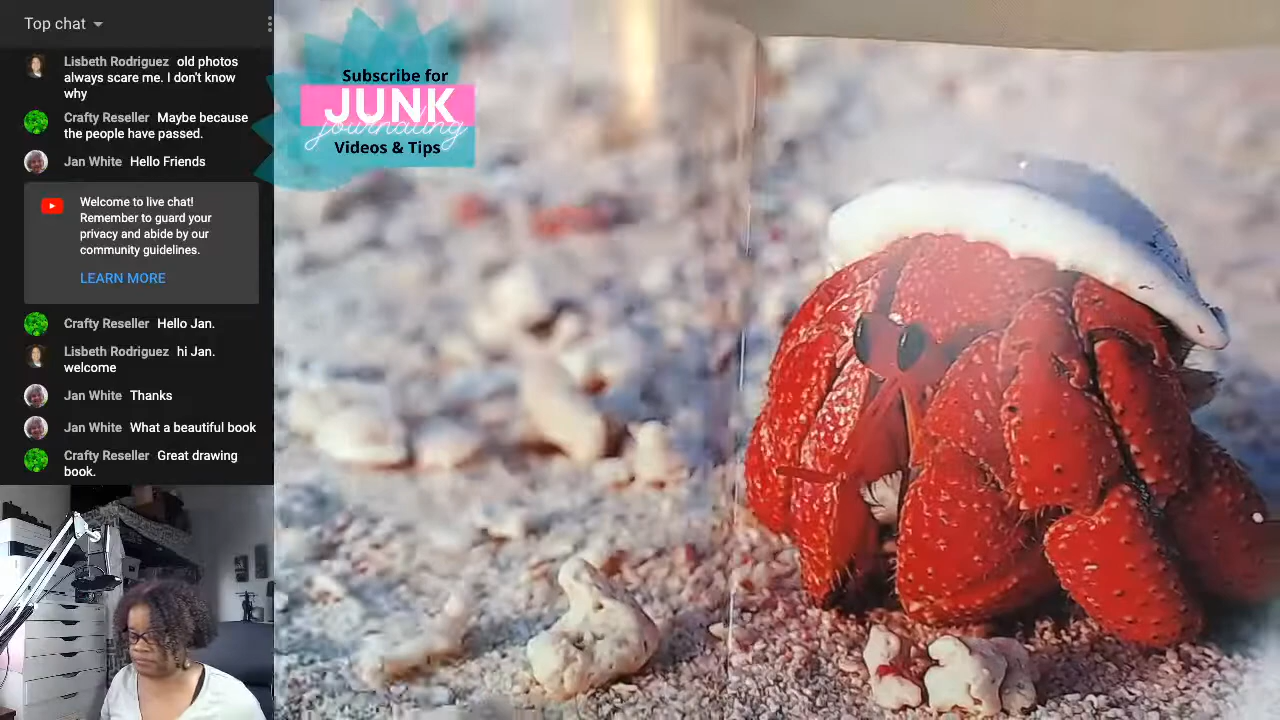 Top chat
Lisbeth Rodriguez old photos
always scare me. I don't know
why
Crafty Reseller Maybe because
the people have passed.
Jan White Hello Friends
Welcome to live chat!
Remember to guard your
privacy and abide by our
community guidelines.
LEARN MORE
Crafty Reseller Hello Jan.
Lisbeth Rodriguez hi Jan.
welcome
Jan White Thanks
Jan White What a beautiful book
Crafty Reseller Great drawing
book.
Subscribe for
JUNK
journaling
Videos & Tips